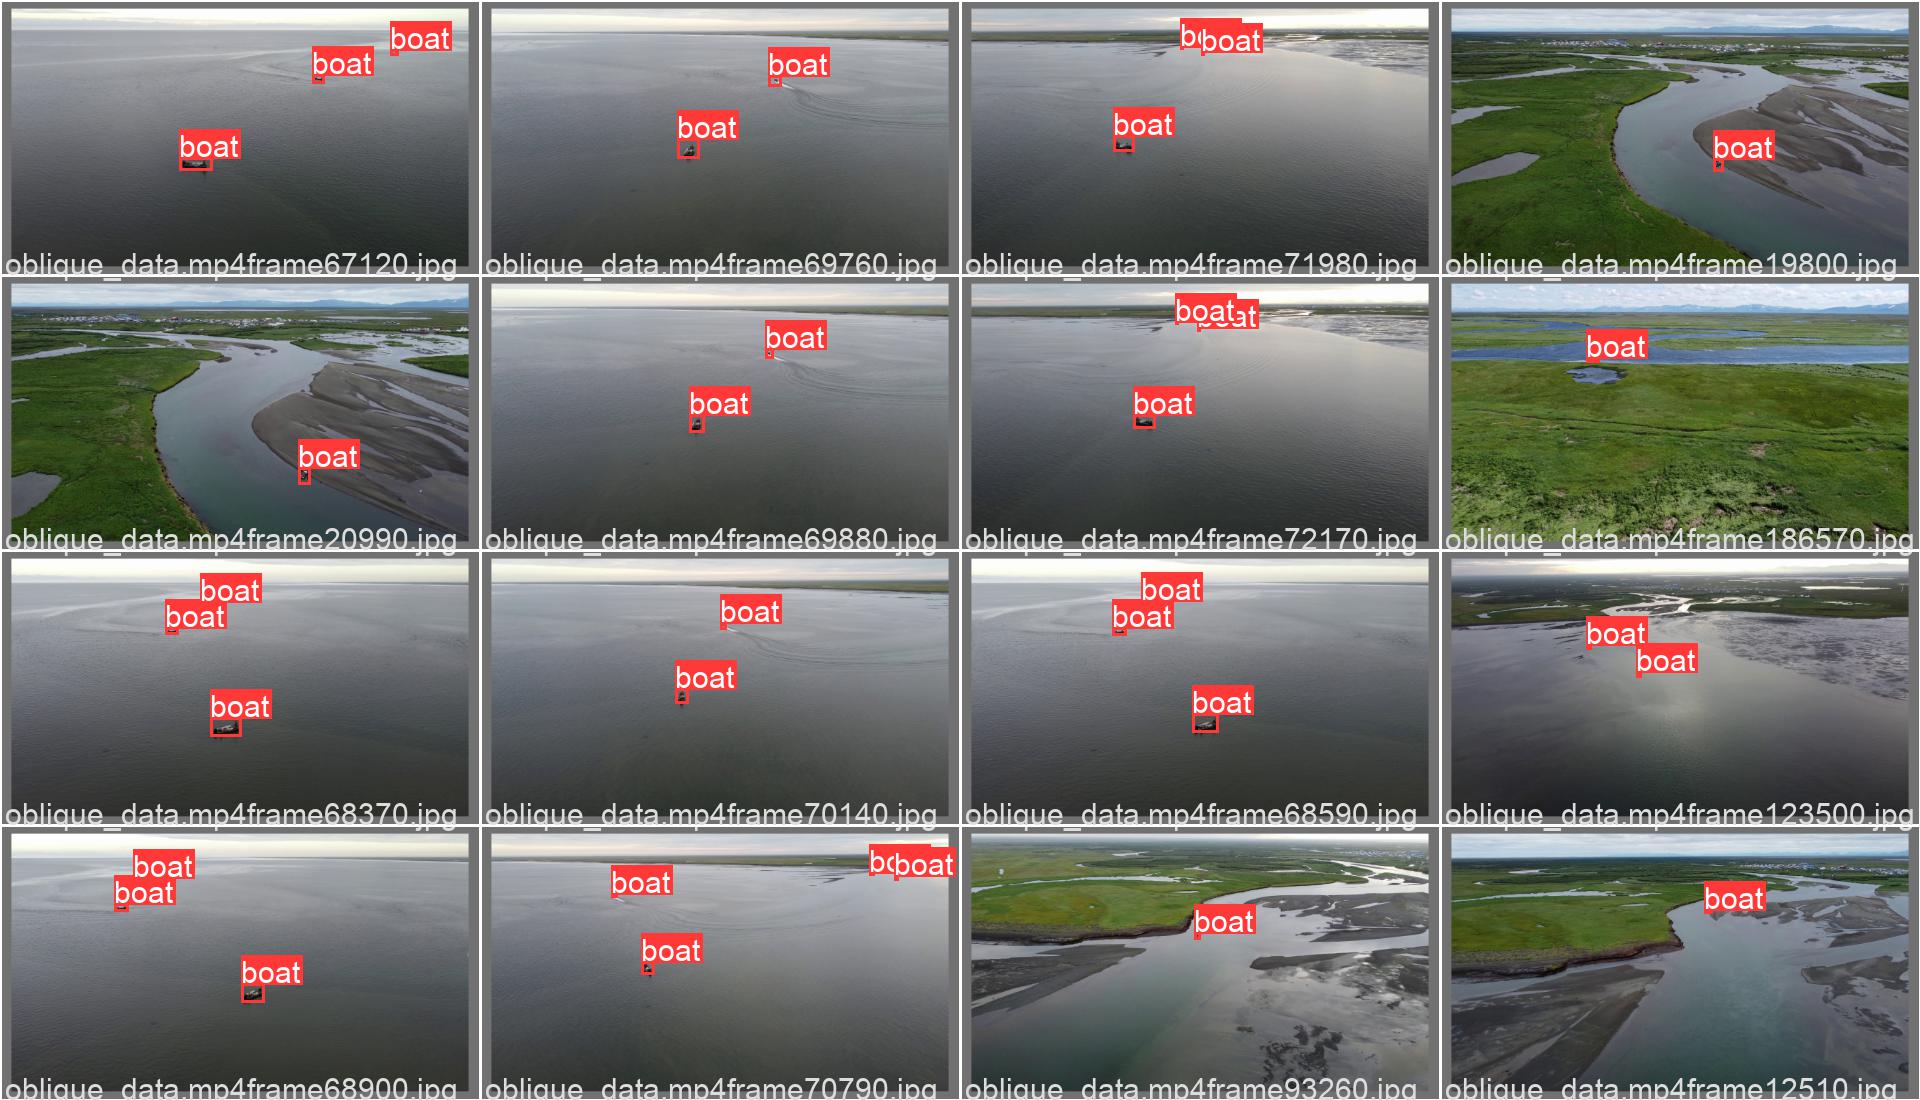 boat
boat
boat
oblique_data.mp4frame67120.jpg
boat
boat
oblique_data.mp4frame69760.jpg
boat
boat
oblique_data.mp4frame71980.jpg
boat
oblique_data.mp4frame19800.jpg
boat
oblique_data.mp4frame20990.jpg
boat
boat
oblique_data.mp4frame69880.jpg
boat
boat
oblique_data.mp4frame72170.jpg
boat
oblique_data.mp4frame186570.jpg
boat
boat
boat
oblique_data.mp4frame68370.jpg
boat
boat
oblique_data.mp4frame70140.jpg
boat
boat
boat
oblique_data.mp4frame68590.jpg
boat
boat
oblique_data.mp4frame123500.jpg
boat
boat
boat
oblique_data.mp4frame68900.jpg
boat
boat
boat
oblique_data.mp4frame70790.jpg
boat
oblique_data.mp4frame93260.jpg
boat
oblique_data.mp4frame12510.jpg